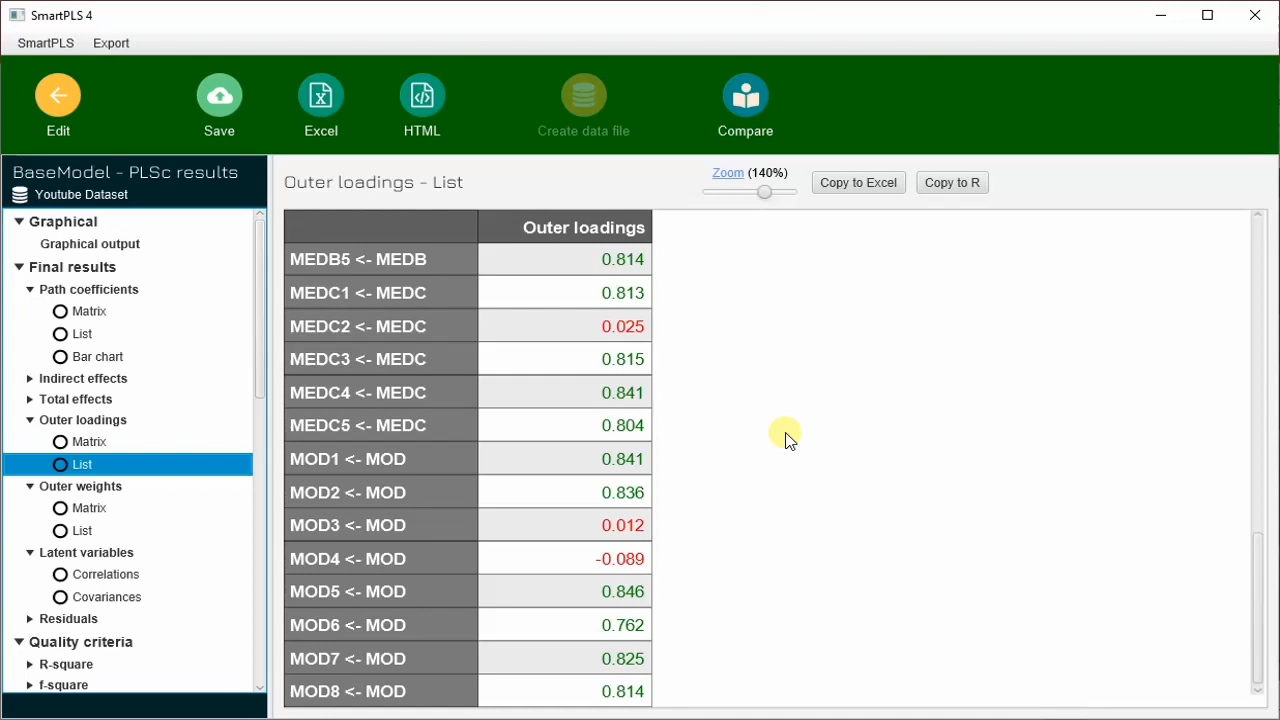 SmartPLS 4
SmartPLS Export
Edit Save Excel HTML Create data file Compare
BaseModel - PLSc results
Youtube Dataset
Graphical
Graphical output
Final results
Path coefficients
Matrix
List
Bar chart
Indirect effects
Total effects
Outer loadings
Matrix
List
Outer weights
Matrix
List
Latent variables
Correlations
Covariances
Residuals
Quality criteria
R-square
f-square
Outer loadings - List
Zoom (140%)
Copy to Excel
Copy to R
Outer loadings
MEDB5 <- MEDB 0.814
MEDC1 <- MEDC 0.813
MEDC2 <- MEDC 0.025
MEDC3 <- MEDC 0.815
MEDC4 <- MEDC 0.841
MEDC5 <- MEDC 0.804
MOD1 <- MOD 0.841
MOD2 <- MOD 0.836
MOD3 <- MOD 0.012
MOD4 <- MOD -0.089
MOD5 <- MOD 0.846
MOD6 <- MOD 0.762
MOD7 <- MOD 0.825
MOD8 <- MOD 0.814